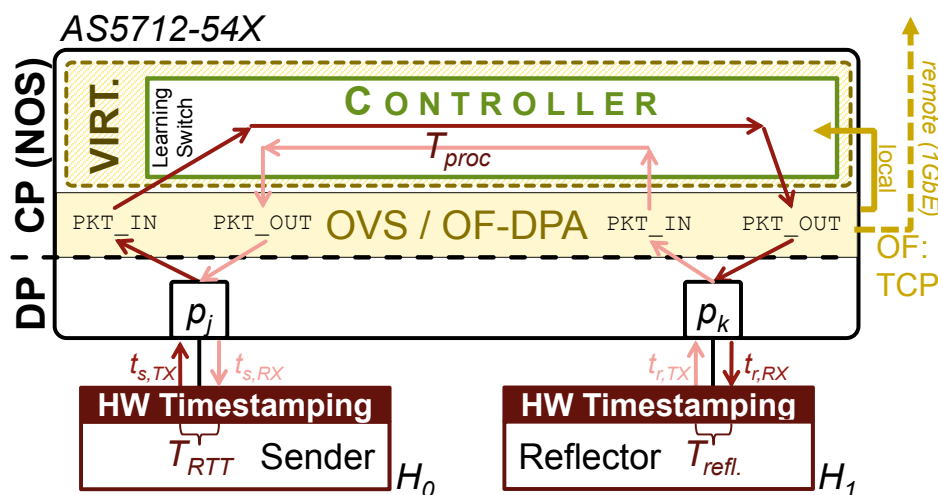 AS5712-54X
CP (NOS)
VIRT.
Learning
Switch
CONTROLLER
T_proc
remote (1GbE)
local
PKT_IN
PKT_OUT
OVS / OF-DPA
PKT_IN
PKT_OUT
OF:
TCP
DP
p_j
p_k
t_s,TX
t_s,RX
t_r,TX
t_r,RX
HW Timestamping
HW Timestamping
T_RTT
Sender
H_0
Reflector
T_refl.
H_1